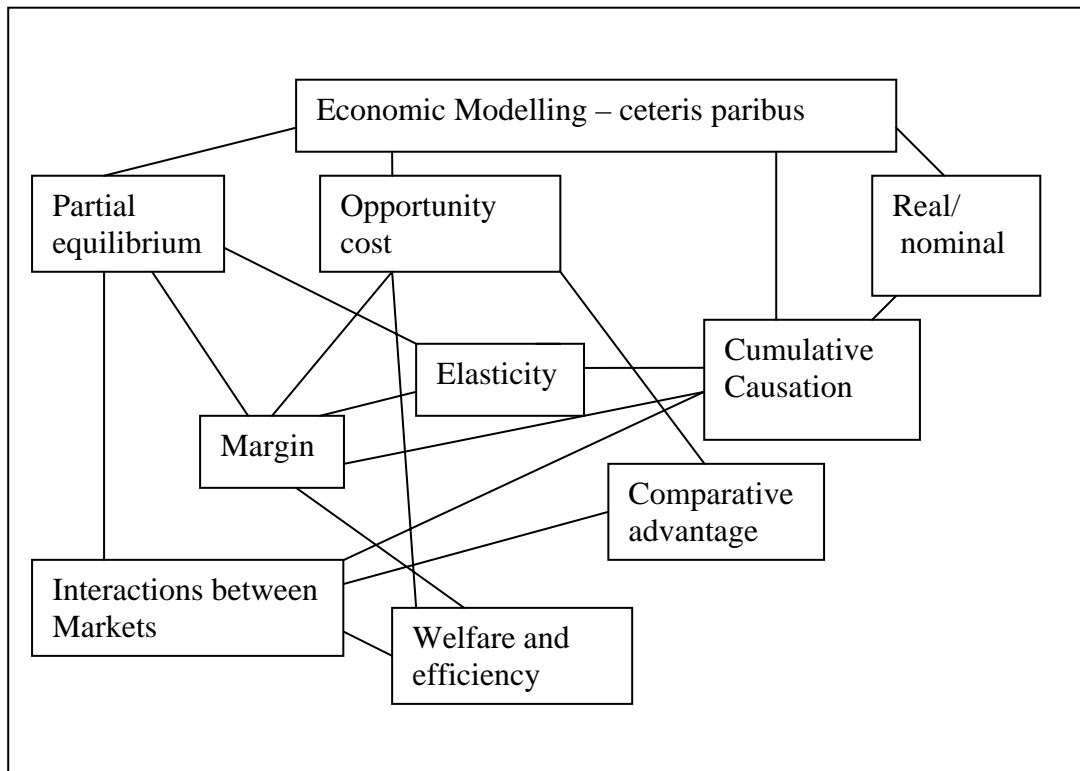 Economic Modelling – ceteris paribus
Partial
equilibrium
Opportunity
cost
Real/
nominal
Elasticity
Cumulative
Causation
Margin
Comparative
advantage
Interactions between
Markets
Welfare and
efficiency